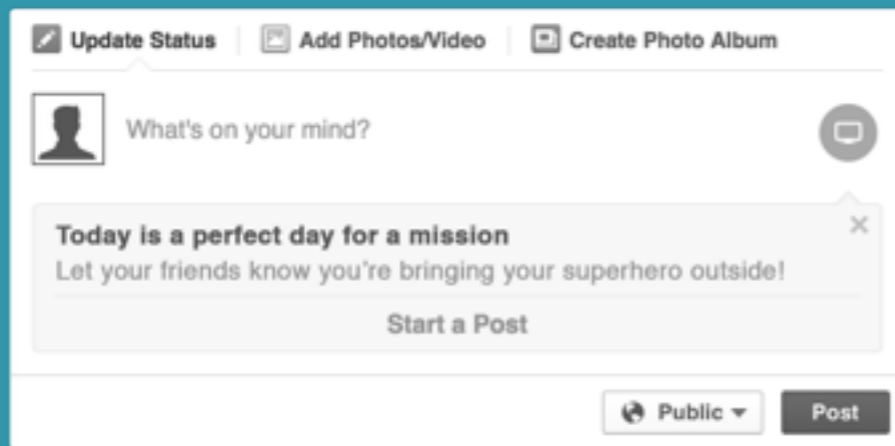 Update Status Add Photos/Video Create Photo Album
What's on your mind?
Today is a perfect day for a mission
Let your friends know you're bringing your superhero outside!
Start a Post
Public Post